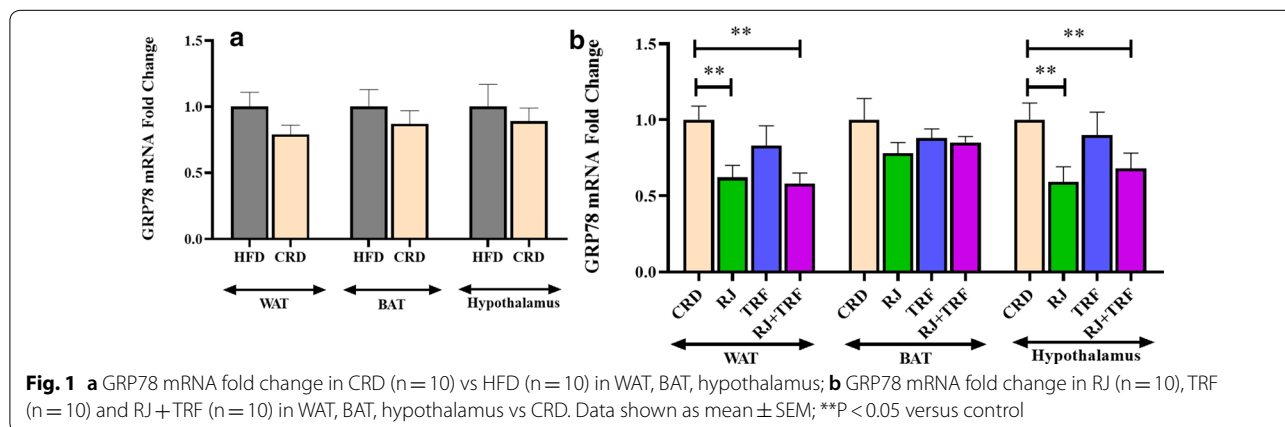 a
GRP78 mRNA Fold Change
1.5
1.0
0.5
0.0
HFD CRD HFD CRD HFD CRD
WAT BAT Hypothalamus
b
GRP78 mRNA Fold Change
1.5
1.0
0.5
0.0
** **
** **
CRD RJ TRF RJ+TRF CRD RJ TRF RJ+TRF CRD RJ TRF RJ+TRF
WAT BAT Hypothalamus
Fig. 1 a GRP78 mRNA fold change in CRD (n = 10) vs HFD (n = 10) in WAT, BAT, hypothalamus; b GRP78 mRNA fold change in RJ (n = 10), TRF
(n = 10) and RJ + TRF (n = 10) in WAT, BAT, hypothalamus vs CRD. Data shown as mean ± SEM; **P < 0.05 versus control